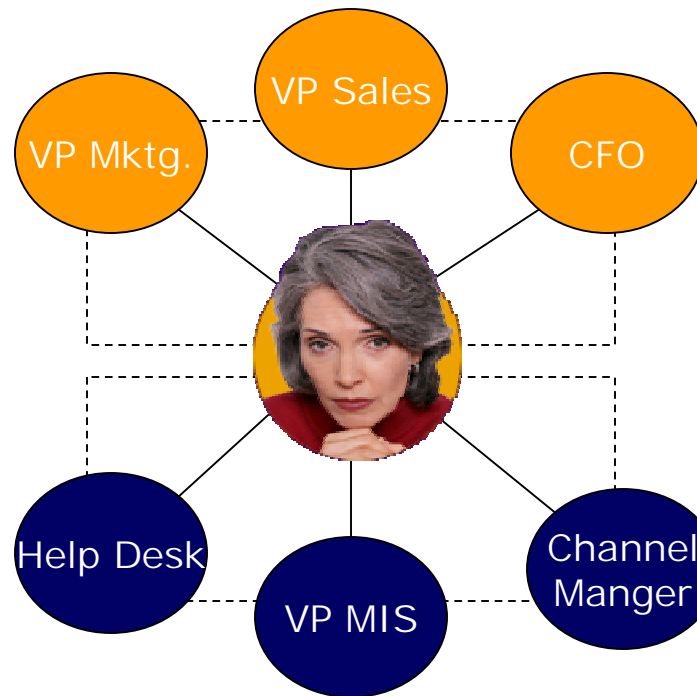 VP Sales
VP Mktg.
CFO
Help Desk
VP MIS
Channel
Manger